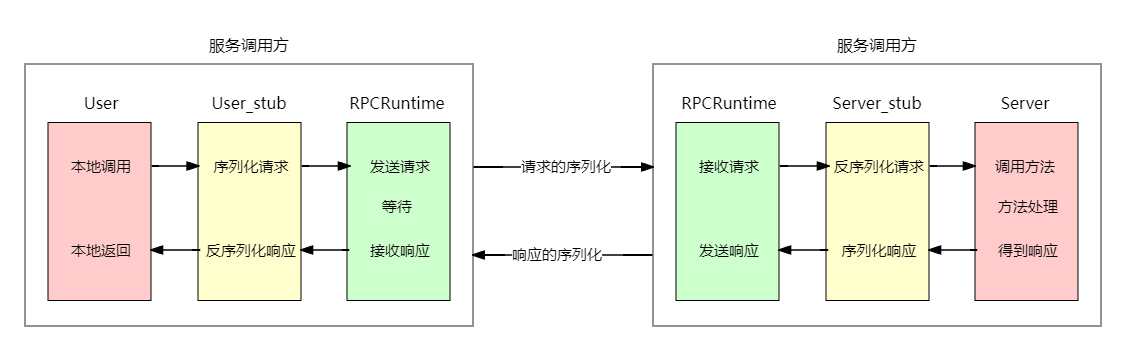 服务调用方
服务调用方
User
User_stub
RPCRuntime
RPCRuntime
Server_stub
Server
本地调用
序列化请求
发送请求
请求的序列化
接收请求
反序列化请求
调用方法
等待
方法处理
本地返回
反序列化响应
接收响应
响应的序列化
发送响应
序列化响应
得到响应